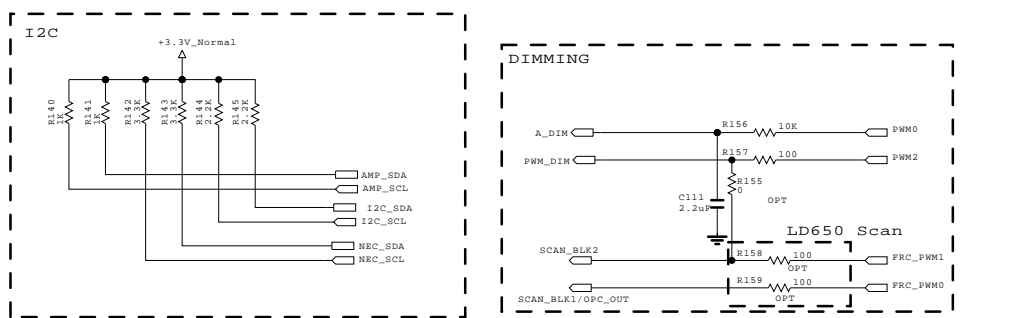 I2C
+3.3V_Normal
R140
1K
R141
1K
R142
3.3K
R143
3.3K
R144
2.2K
R145
2.2K
AMP_SDA
AMP_SCL
I2C_SDA
I2C_SCL
NEC_SDA
NEC_SCL
DIMMING
A_DIM
R156
10K
PWM0
PWM_DIM
R157
100
PWM2
R155
0
OPT
C111
2.2uF
LD650 Scan
SCAN_BLK2
R158
100
OPT
FRC_PWM1
SCAN_BLK1/OPC_OUT
R159
100
OPT
FRC_PWM0